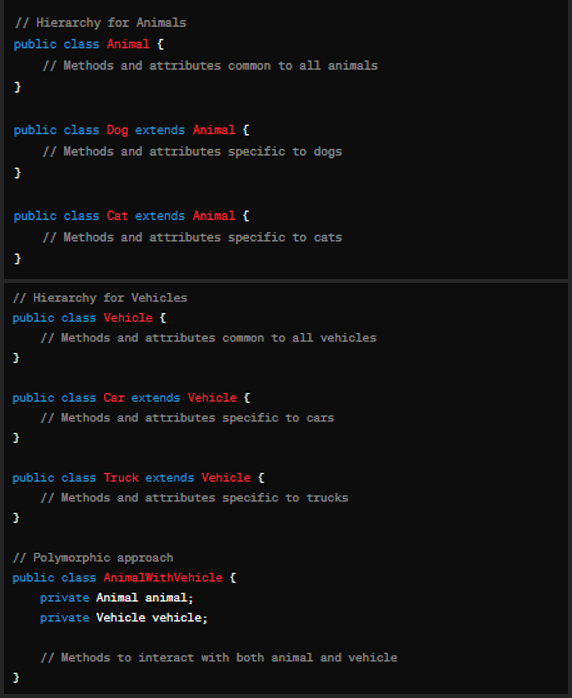 // Hierarchy for Animals
public class Animal {
    // Methods and attributes common to all animals
}
public class Dog extends Animal {
    // Methods and attributes specific to dogs
}
public class Cat extends Animal {
    // Methods and attributes specific to cats
}
// Hierarchy for Vehicles
public class Vehicle {
    // Methods and attributes common to all vehicles
}
public class Car extends Vehicle {
    // Methods and attributes specific to cars
}
public class Truck extends Vehicle {
    // Methods and attributes specific to trucks
}
// Polymorphic approach
public class AnimalWithVehicle {
    private Animal animal;
    private Vehicle vehicle;
    // Methods to interact with both animal and vehicle
}